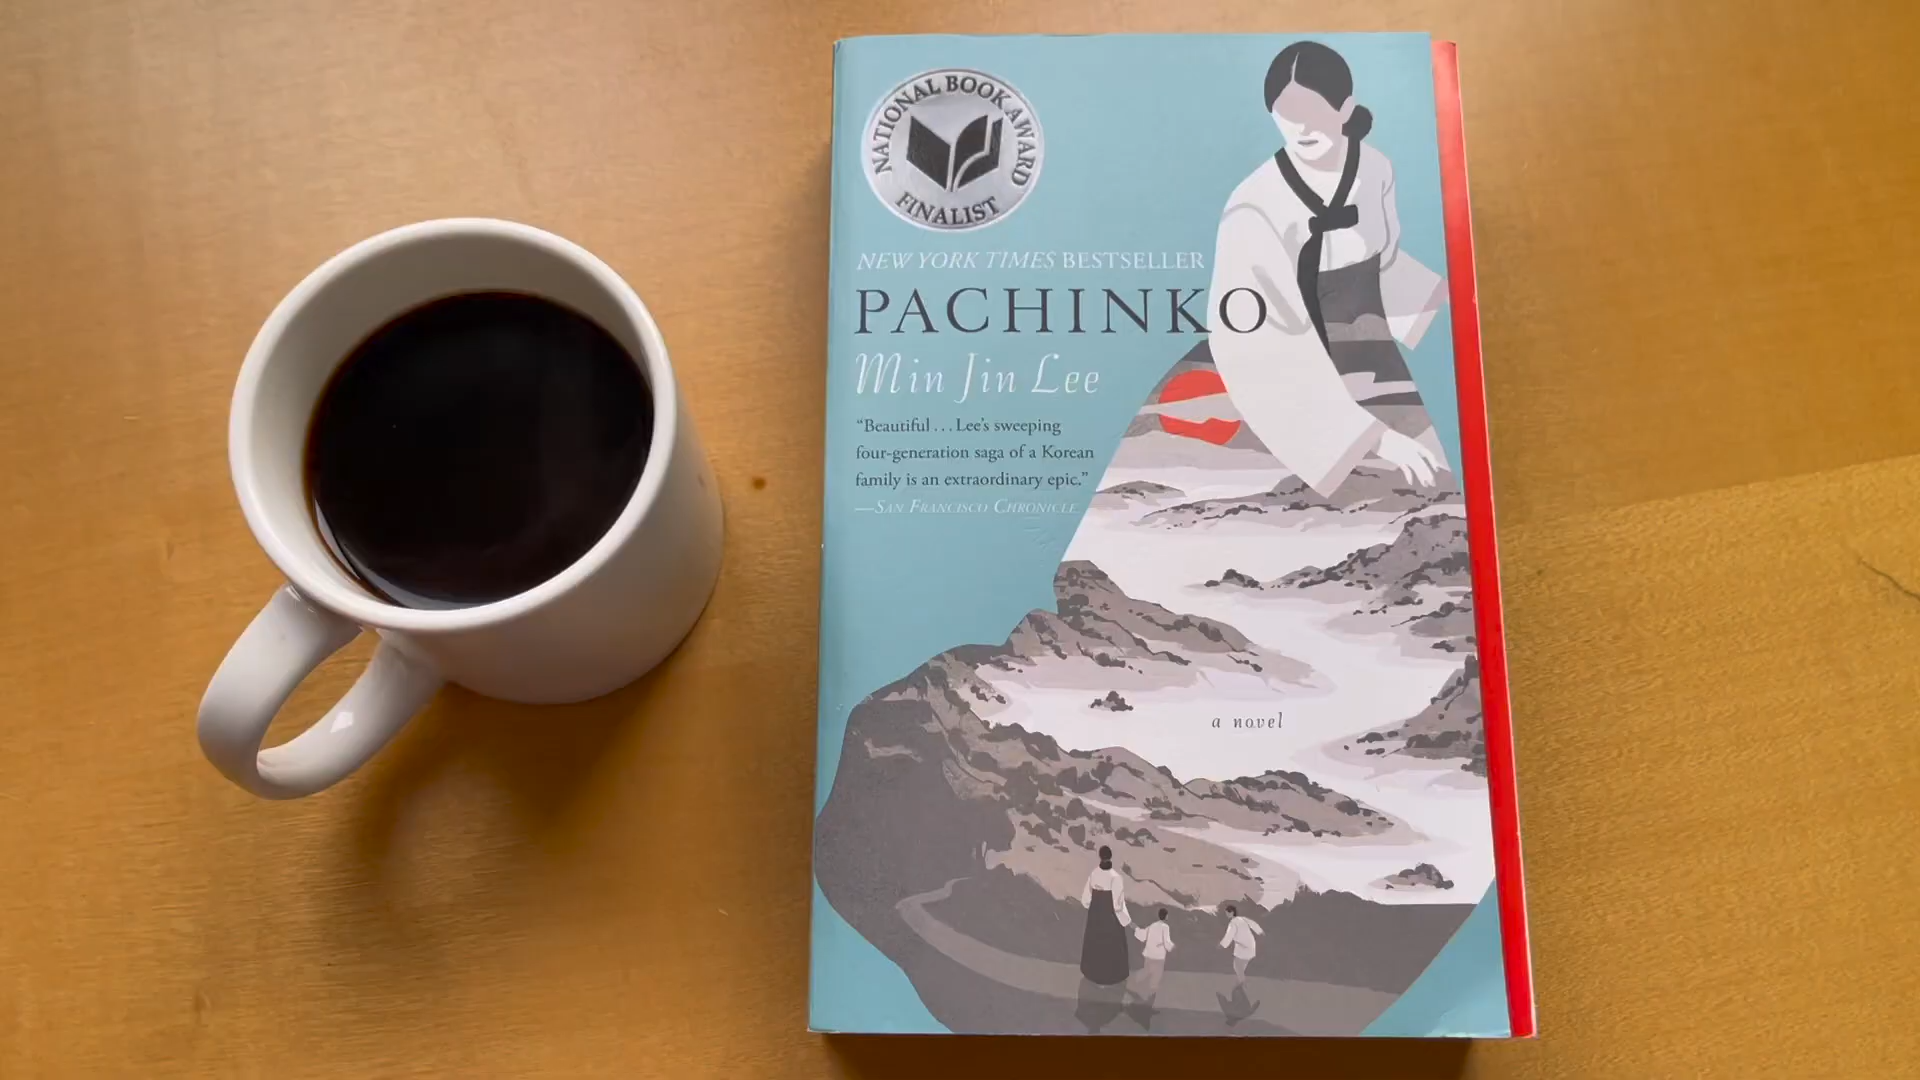 NATIONAL BOOK AWARD
FINALIST
NEW YORK TIMES BESTSELLER
PACHINKO
Min Jin Lee
“Beautiful . . . Lee’s sweeping
four-generation saga of a Korean
family is an extraordinary epic.”
—SAN FRANCISCO CHRONICLE
a novel